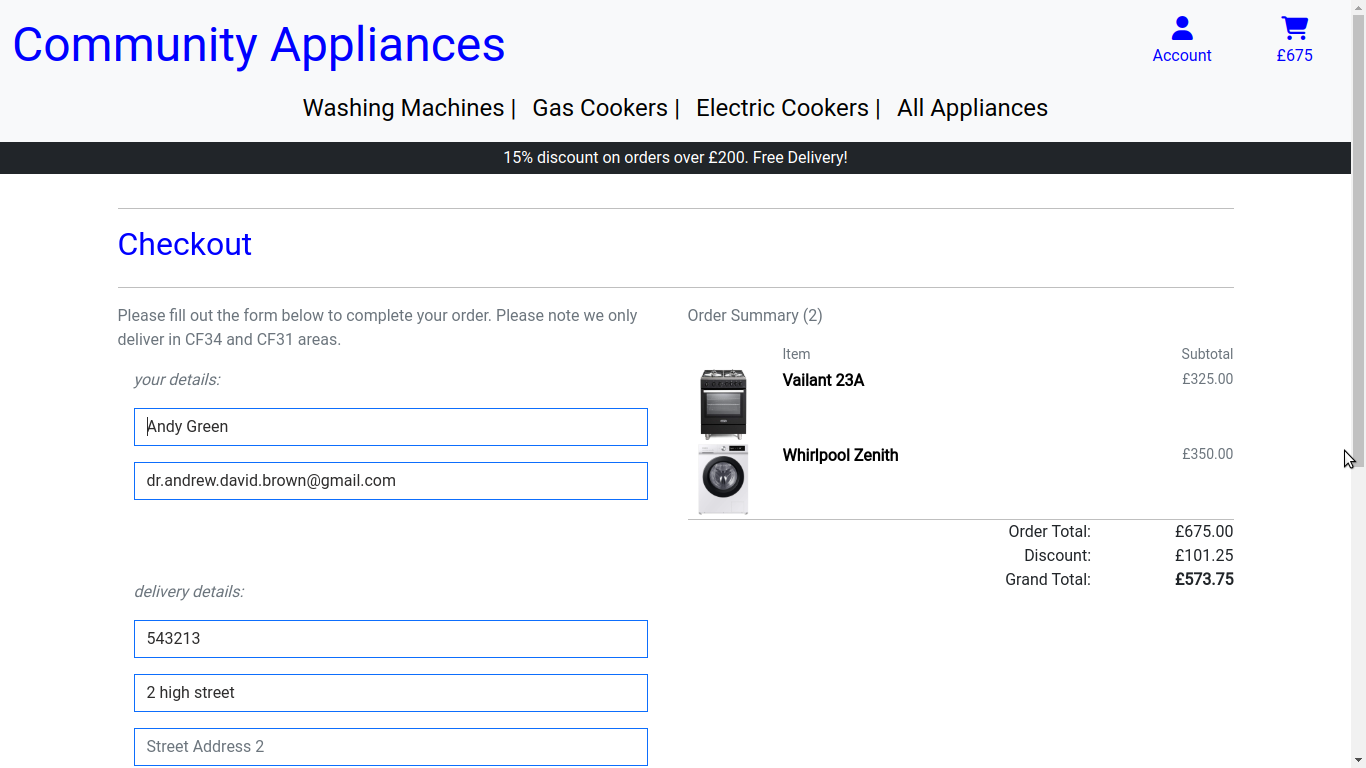 Community Appliances
Account
£675
Washing Machines |
Gas Cookers |
Electric Cookers |
All Appliances
15% discount on orders over £200. Free Delivery!
Checkout
Please fill out the form below to complete your order. Please note we only
deliver in CF34 and CF31 areas.
your details:
Andy Green
dr.andrew.david.brown@gmail.com
delivery details:
543213
2 high street
Street Address 2
Order Summary (2)
Item Subtotal
Vailant 23A £325.00
Whirlpool Zenith £350.00
Order Total: £675.00
Discount: £101.25
Grand Total: £573.75